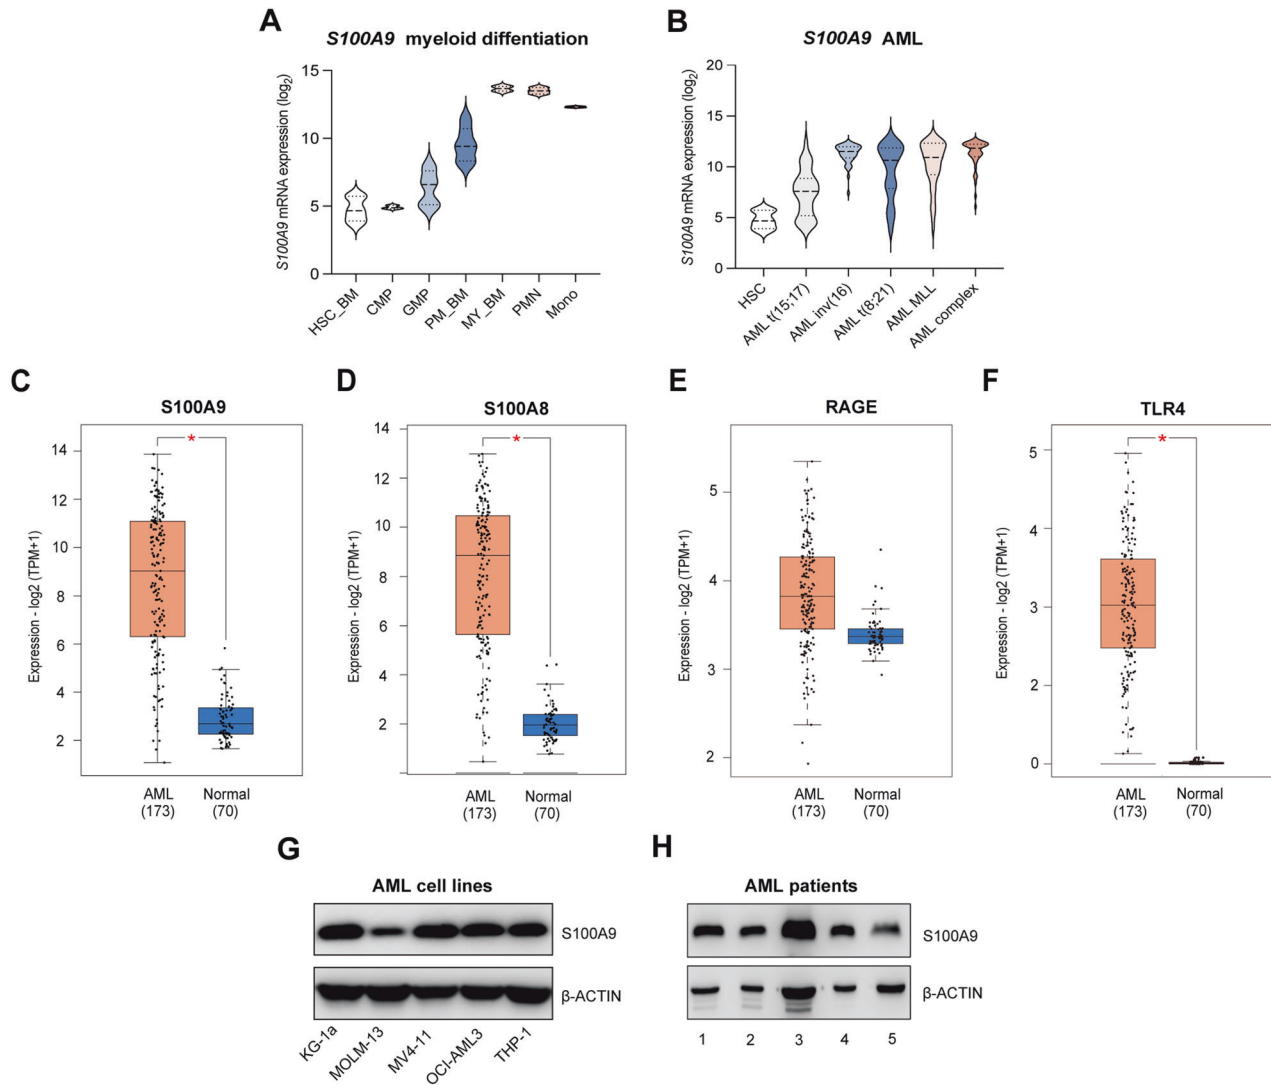 A
S100A9 myeloid diffentiation
S100A9 mRNA expression (log2)
15
10
5
0
HSC_BM
CMP
GMP
PM_BM
MY_BM
PMN
Mono
B
S100A9 AML
S100A9 mRNA expression (log2)
20
15
10
5
0
HSC
AML t(15;17)
AML inv(16)
AML t(8;21)
AML MLL
AML complex
C
S100A9
*
Expression - log2 (TPM+1)
14
12
10
8
6
4
2
AML
(173)
Normal
(70)
D
S100A8
*
Expression - log2 (TPM+1)
14
12
10
8
6
4
2
AML
(173)
Normal
(70)
E
RAGE
Expression - log2 (TPM+1)
5
4
3
2
AML
(173)
Normal
(70)
F
TLR4
*
Expression - log2 (TPM+1)
5
4
3
2
1
0
AML
(173)
Normal
(70)
G
AML cell lines
S100A9
β-ACTIN
KG-1a
MOLM-13
MV4-11
OCI-AML3
THP-1
H
AML patients
S100A9
β-ACTIN
1 2 3 4 5